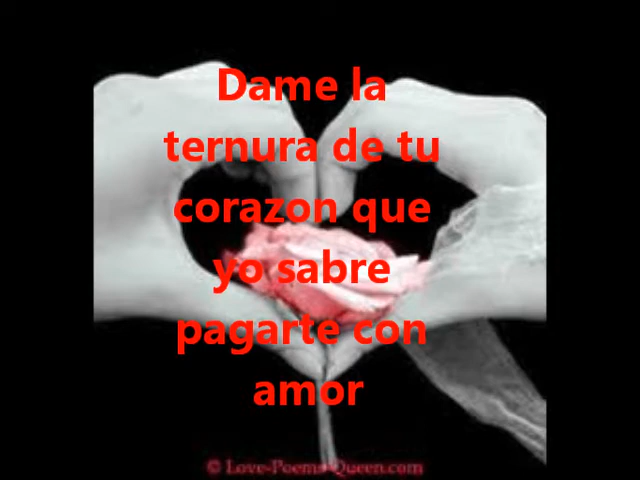 Dame la
ternura de tu
corazon que
yo sabre
pagarte con
amor
© Love-Poems-Queen.com